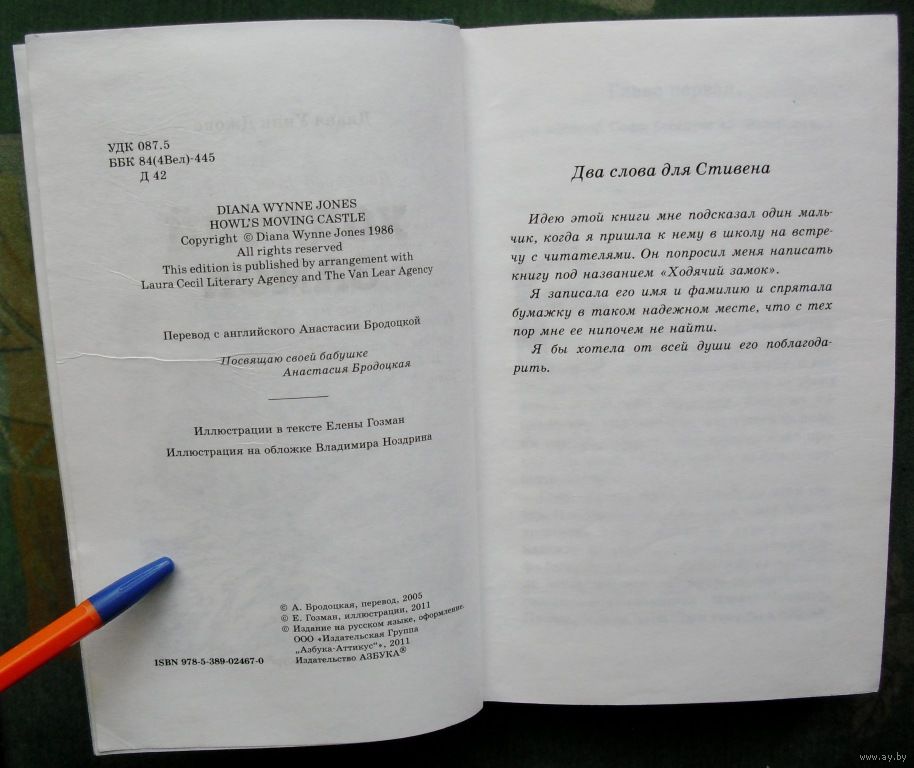 УДК 087.5
ББК 84(4Вел)-445
Д 42
DIANA WYNNE JONES
HOWL'S MOVING CASTLE
Copyright © Diana Wynne Jones 1986
All rights reserved
This edition is published by arrangement with
Laura Cecil Literary Agency and The Van Lear Agency
Перевод с английского Анастасии Бродоцкой
Посвящаю своей бабушке
Анастасия Бродоцкая
Иллюстрации в тексте Елены Гозман
Иллюстрация на обложке Владимира Ноздрина
© А. Бродоцкая, перевод, 2005
© Е. Гозман, иллюстрации, 2011
© Издание на русском языке, оформление.
ООО «Издательская Группа
„Азбука-Аттикус“», 2011
Издательство АЗБУКА®
ISBN 978-5-389-02467-0
Два слова для Стивена
Идею этой книги мне подсказал один маль-
чик, когда я пришла к нему в школу на встре-
чу с читателями. Он попросил меня написать
книгу под названием «Ходячий замок».
Я записала его имя и фамилию и спрятала
бумажку в таком надежном месте, что с тех
пор мне ее нипочем не найти.
Я бы хотела от всей души его поблагода-
рить.
www.ay.by